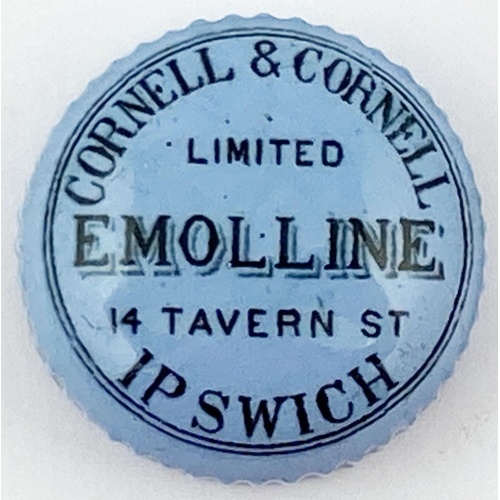 CORNELL & CORNELL
LIMITED
EMOLLINE
14 TAVERN ST
IPSWICH